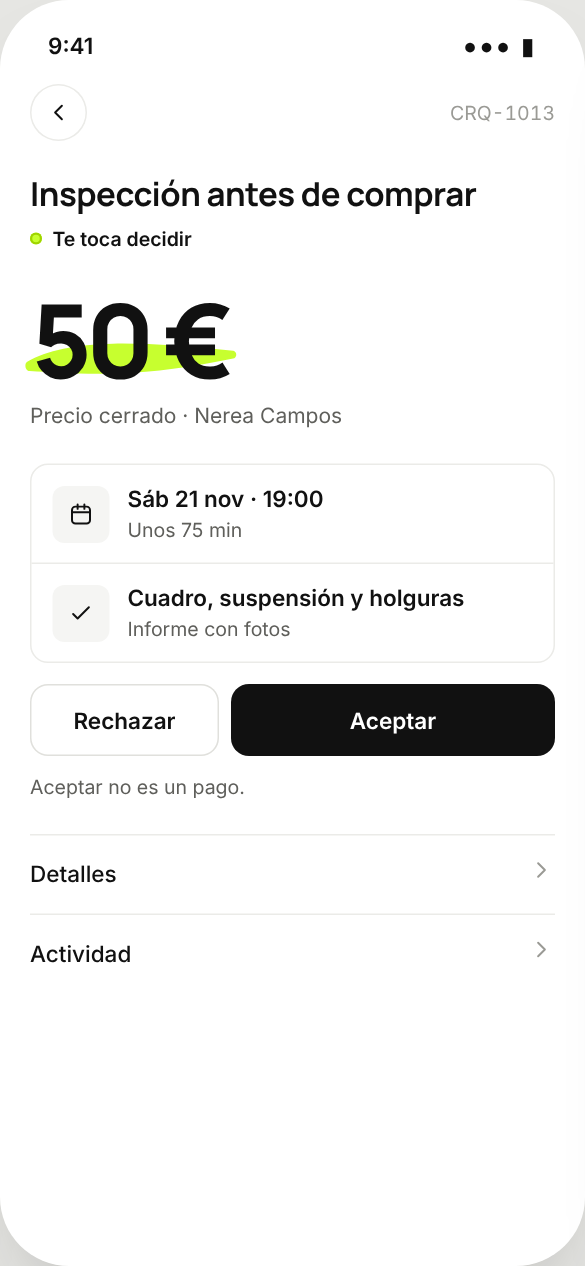 9:41
CRQ-1013
Inspección antes de comprar
Te toca decidir
50 €
Precio cerrado · Nerea Campos
Sáb 21 nov · 19:00
Unos 75 min
Cuadro, suspensión y holguras
Informe con fotos
Rechazar
Aceptar
Aceptar no es un pago.
Detalles
Actividad